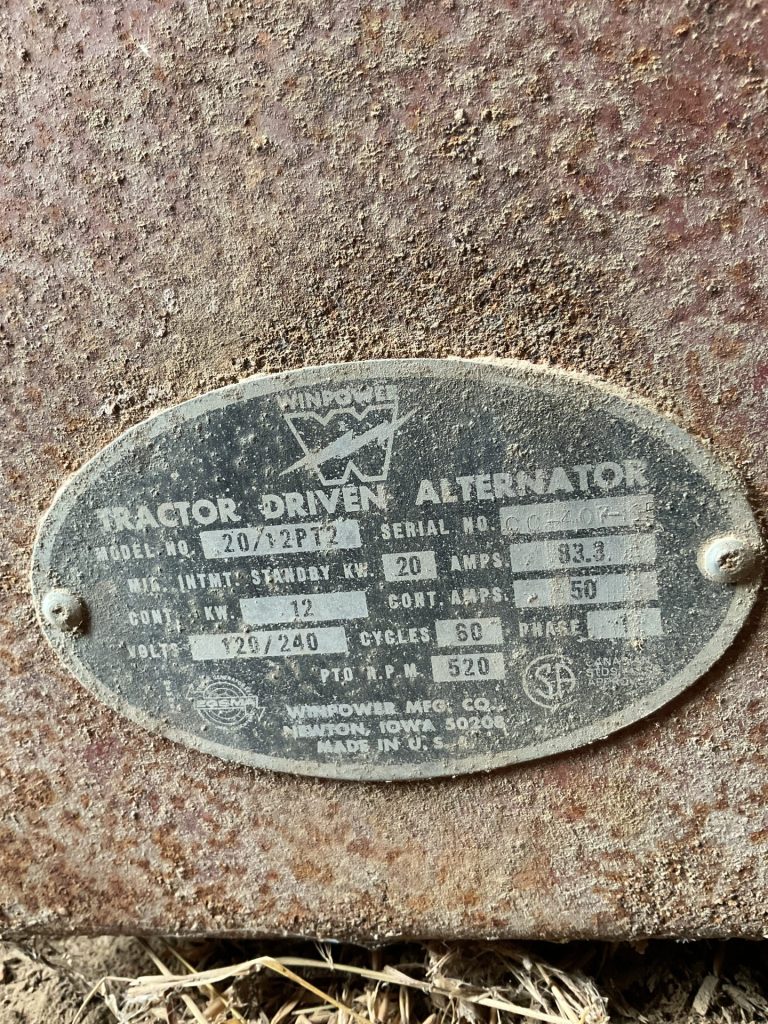 WINPOWER
TRACTOR DRIVEN ALTERNATOR
MODEL NO. 20/12PT2 SERIAL NO.
INTMT. STANDBY KW. 20 AMPS. 83.3
CONT. KW. 12 CONT. AMPS. 50
VOLTS 120/240 CYCLES 60 PHASE 1
PTO R.P.M. 520
WINPOWER MFG. CO.
NEWTON, IOWA 50208
MADE IN U.S.A.